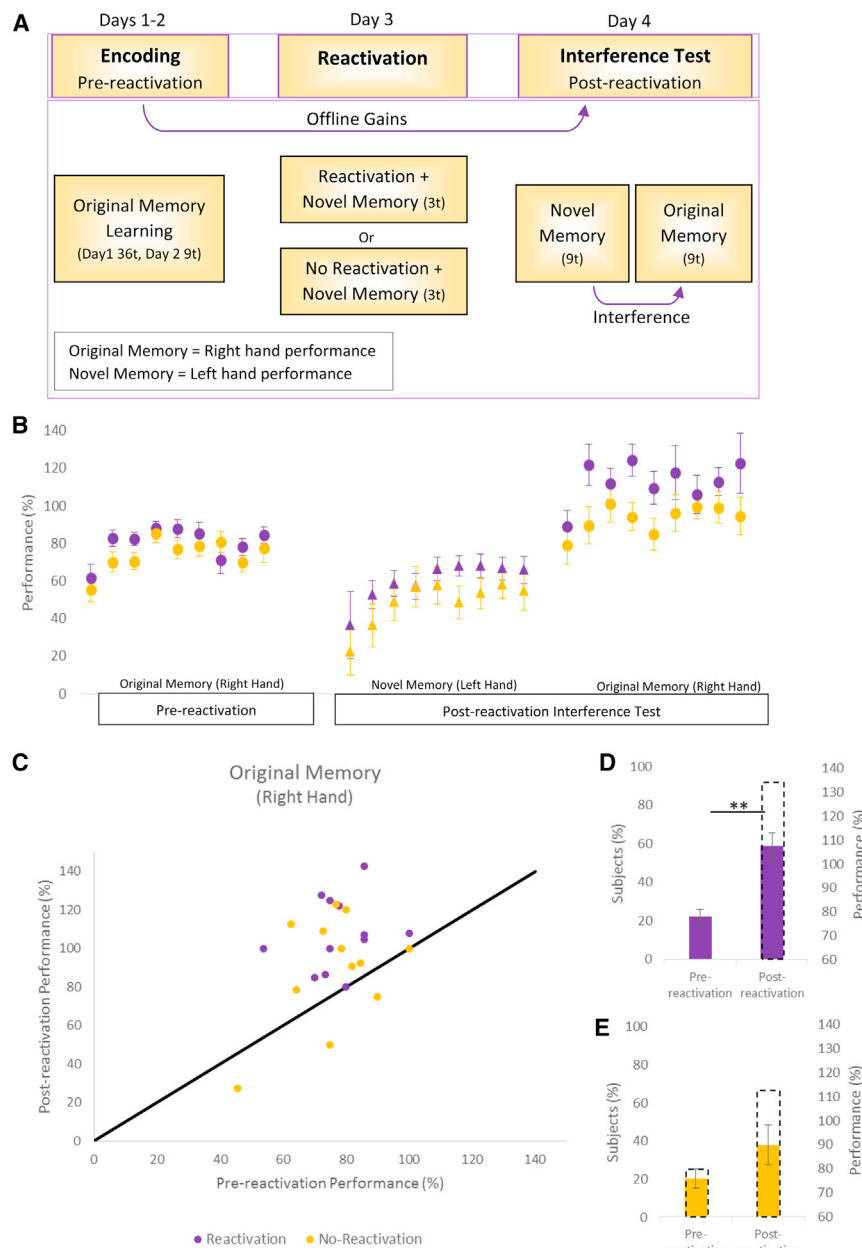 A
Days 1-2
Day 3
Day 4
Encoding
Pre-reactivation
Reactivation
Interference Test
Post-reactivation
Offline Gains
Original Memory
Learning
(Day1 36t, Day 2 9t)
Reactivation +
Novel Memory (3t)
Or
No Reactivation +
Novel Memory (3t)
Novel
Memory
(9t)
Original
Memory
(9t)
Interference
Original Memory = Right hand performance
Novel Memory = Left hand performance
B
Performance (%)
140
120
100
80
60
40
20
0
Original Memory (Right Hand)
Novel Memory (Left Hand)
Original Memory (Right Hand)
Pre-reactivation
Post-reactivation Interference Test
C
Original Memory
(Right Hand)
Post-reactivation Performance (%)
140
120
100
80
60
40
20
0
0 20 40 60 80 100 120 140
Pre-reactivation Performance (%)
Reactivation
No-Reactivation
D
Subjects (%)
100
80
60
40
20
0
**
140
130
120
110
100
90
80
70
60
Performance (%)
Pre-
reactivation
Post-
reactivation
E
Subjects (%)
100
80
60
40
20
0
140
130
120
110
100
90
80
70
60
Performance (%)
Pre-
Post-